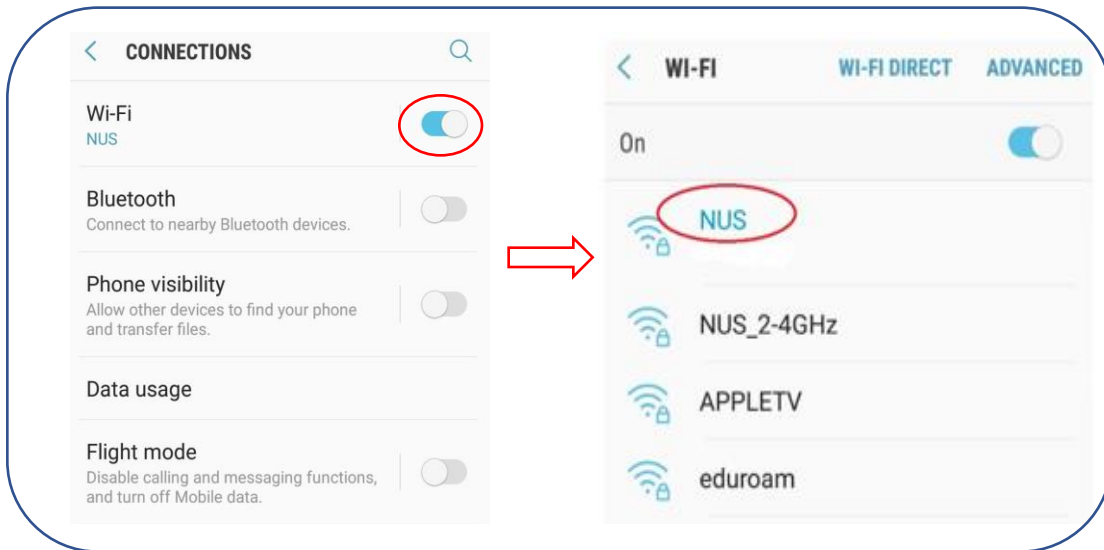 CONNECTIONS
Wi-Fi
NUS
Bluetooth
Connect to nearby Bluetooth devices.
Phone visibility
Allow other devices to find your phone
and transfer files.
Data usage
Flight mode
Disable calling and messaging functions,
and turn off Mobile data.
WI-FI WI-FI DIRECT ADVANCED
On
NUS
NUS_2-4GHz
APPLETV
eduroam